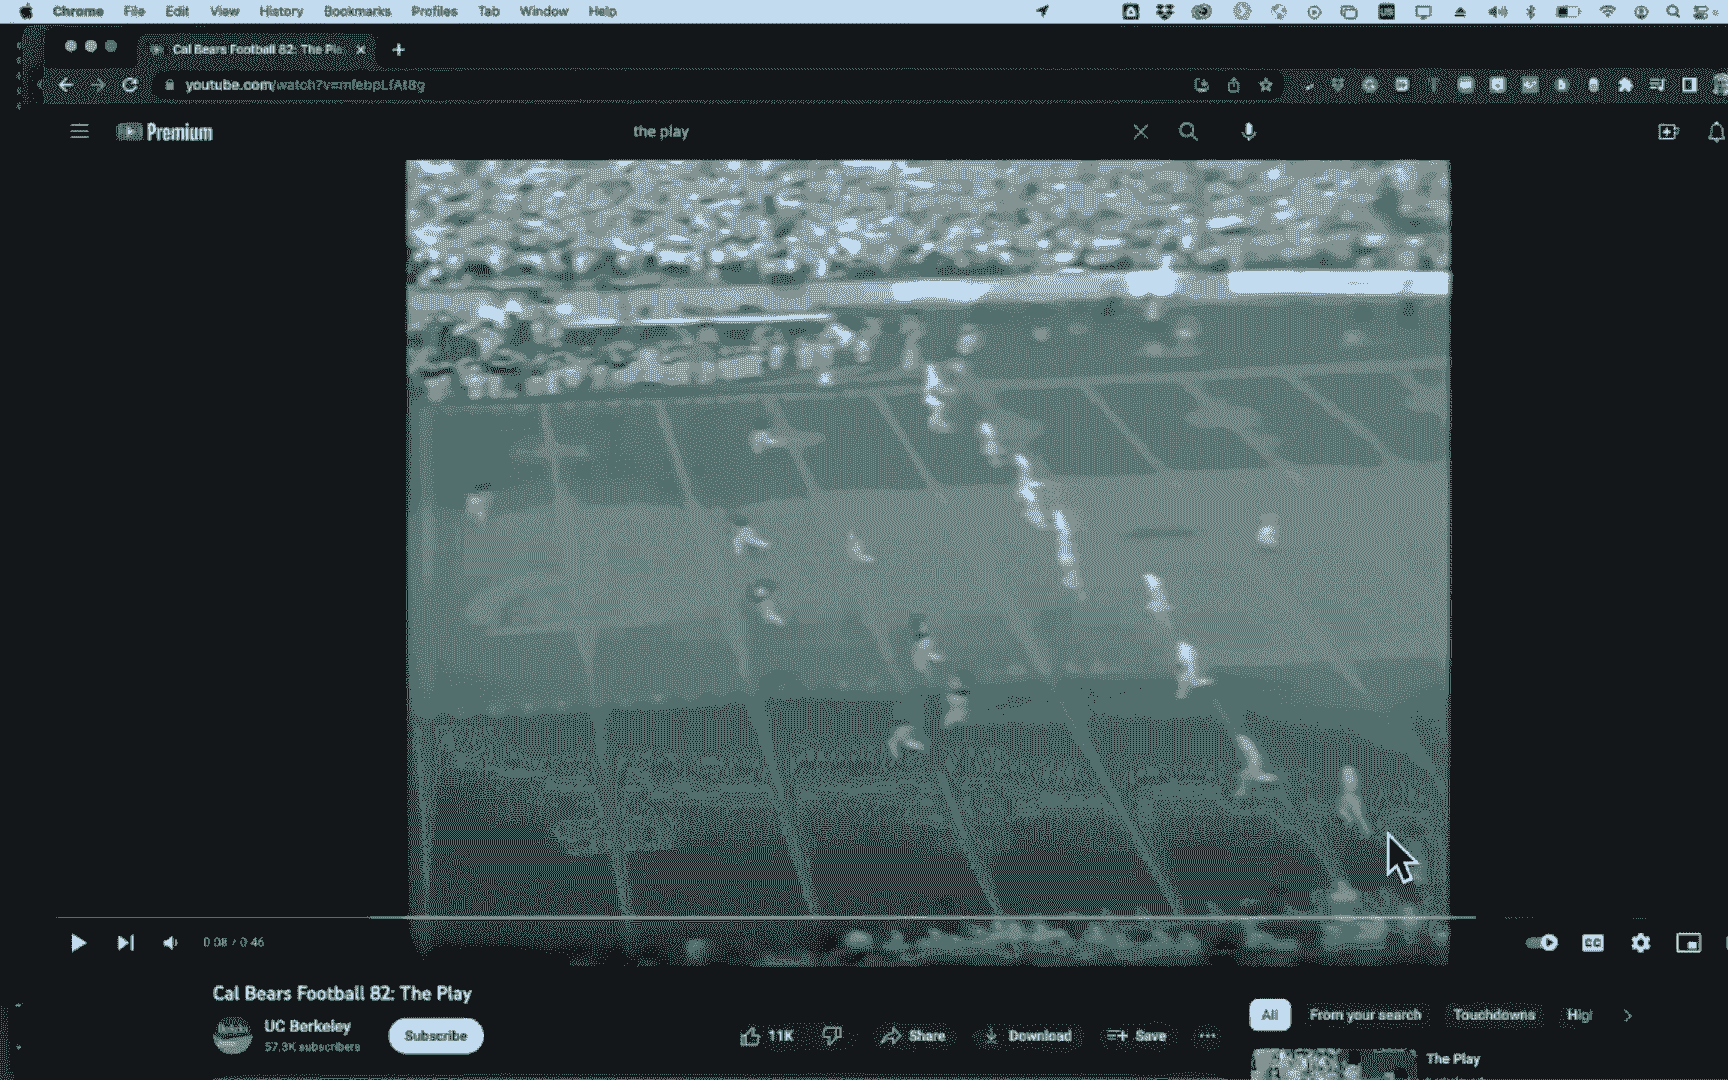 Chrome File Edit View History Bookmarks Profiles Tab Window Help
Cal Bears Football 82: The Pla
youtube.com/watch?v=mfebpLfAt8g
Premium
the play
0:08 / 0:46
CC
Cal Bears Football 82: The Play
UC Berkeley
57.3K subscribers
Subscribe
11K
Share
Download
Save
All
From your search
Touchdowns
Higl
The Play